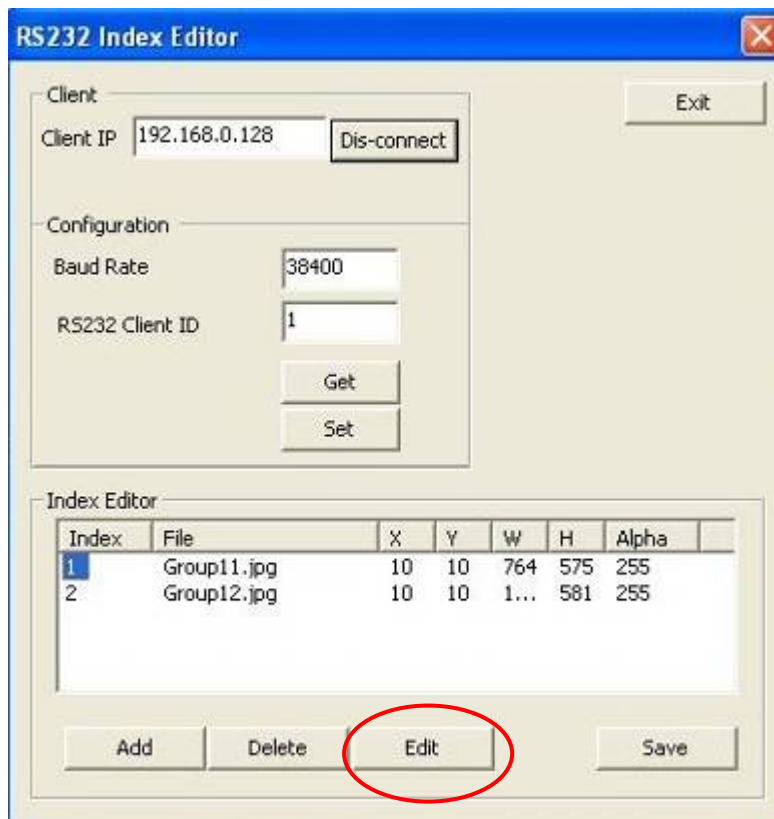 RS232 Index Editor
Client
Exit
Client IP 192.168.0.128 Dis-connect
Configuration
Baud Rate 38400
RS232 Client ID 1
Get
Set
Index Editor
Index File X Y W H Alpha
1 Group11.jpg 10 10 764 575 255
2 Group12.jpg 10 10 1... 581 255
Add Delete Edit Save